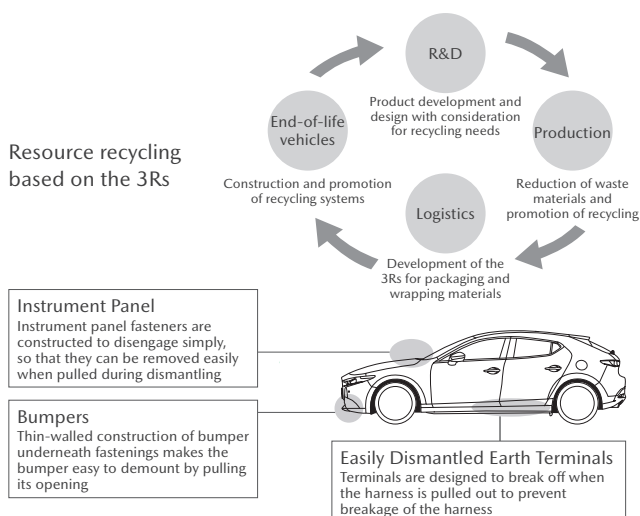 Resource recycling
based on the 3Rs
R&D
Product development and
design with consideration
for recycling needs
Production
Reduction of waste
materials and
promotion of recycling
Logistics
Development of the
3Rs for packaging and
wrapping materials
End-of-life
vehicles
Construction and promotion
of recycling systems
Instrument Panel
Instrument panel fasteners are
constructed to disengage simply,
so that they can be removed easily
when pulled during dismantling
Bumpers
Thin-walled construction of bumper
underneath fastenings makes the
bumper easy to demount by pulling
its opening
Easily Dismantled Earth Terminals
Terminals are designed to break off when
the harness is pulled out to prevent
breakage of the harness